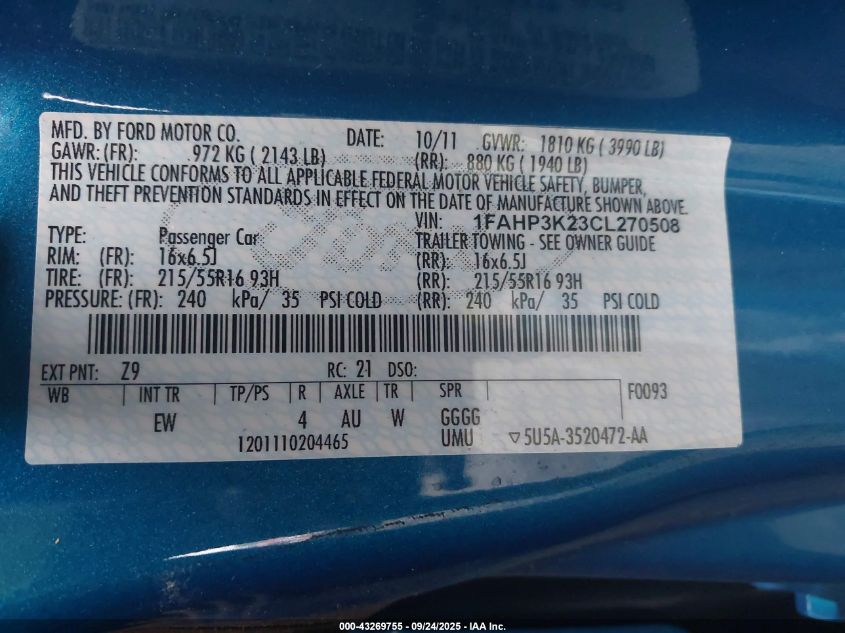 MFD. BY FORD MOTOR CO. DATE: 10/11 GVWR: 1810 KG ( 3990 LB)
GAWR: (FR): 972 KG ( 2143 LB) (RR): 880 KG ( 1940 LB)
THIS VEHICLE CONFORMS TO ALL APPLICABLE FEDERAL MOTOR VEHICLE SAFETY, BUMPER,
AND THEFT PREVENTION STANDARDS IN EFFECT ON THE DATE OF MANUFACTURE SHOWN ABOVE.
VIN: 1FAHP3K23CL270508
TYPE: Passenger Car TRAILER TOWING - SEE OWNER GUIDE
RIM: (FR): 16x6.5J (RR): 16x6.5J
TIRE: (FR): 215/55R16 93H (RR): 215/55R16 93H
PRESSURE: (FR): 240 kPa/ 35 PSI COLD (RR): 240 kPa/ 35 PSI COLD
EXT PNT: Z9 RC: 21 DSO:
WB INT TR TP/PS R AXLE TR SPR F0093
EW 4 AU W GGGG
1201110204465 UMU ▽5U5A-3520472-AA
000-43269755 - 09/24/2025 - IAA Inc.